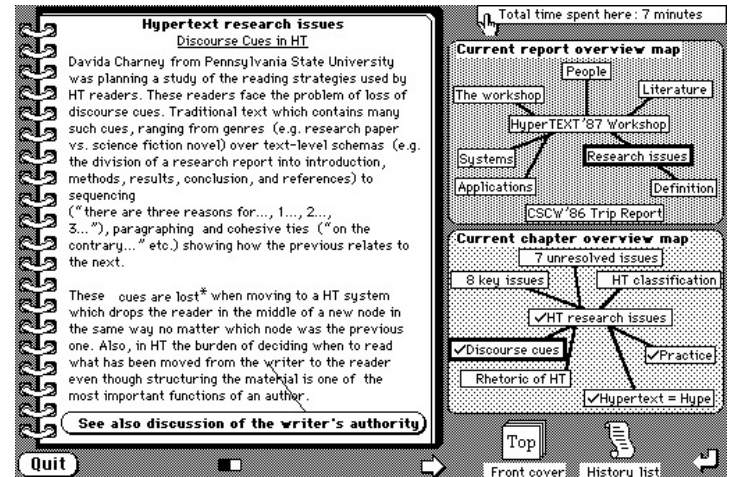 Total time spent here : 7 minutes
Hypertext research issues
Discourse Cues in HT
Davida Charney from Pennsylvania State University
was planning a study of the reading strategies used by
HT readers. These readers face the problem of loss of
discourse cues. Traditional text which contains many
such cues, ranging from genres (e.g. research paper
vs. science fiction novel) over text-level schemas (e.g.
the division of a research report into introduction,
methods, results, conclusion, and references) to
sequencing
("there are three reasons for..., 1..., 2...,
3..."), paragraphing and cohesive ties ("on the
contrary..." etc.) showing how the previous relates to
the next.
These cues are lost* when moving to a HT system
which drops the reader in the middle of a new node in
the same way no matter which node was the previous
one. Also, in HT the burden of deciding when to read
what has been moved from the writer to the reader
even though structuring the material is one of the
most important functions of an author.
See also discussion of the writer's authority
Current report overview map
People
The workshop
Literature
HyperTEXT'87 Workshop
Systems
Research issues
Applications
Definition
CSCW'86 Trip Report
Current chapter overview map
7 unresolved issues
8 key issues
HT classification
✓HT research issues
✓Discourse cues
✓Practice
Rhetoric of HT
✓Hypertext = Hype
Top
Quit
Front cover
History list